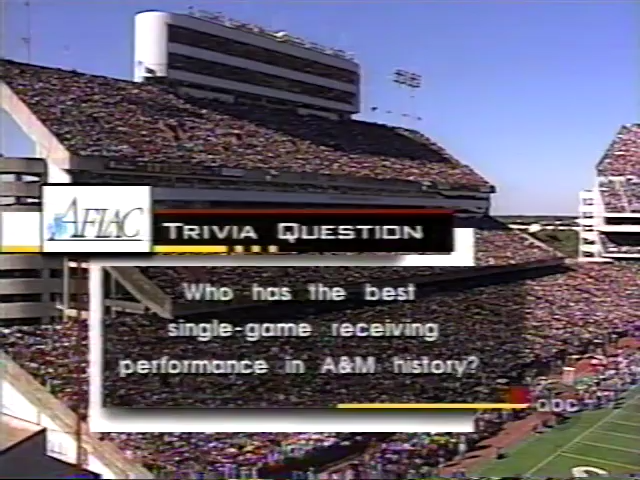 AFLAC
TRIVIA QUESTION
Who has the best
single-game receiving
performance in A&M history?
abc